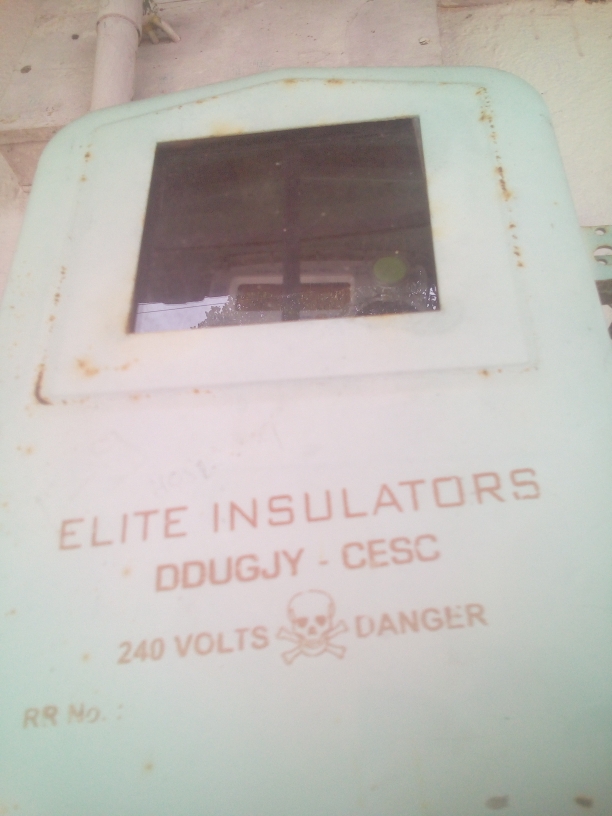 ELITE INSULATORS
DDUGJY - CESC
240 VOLTS DANGER
RR No. :